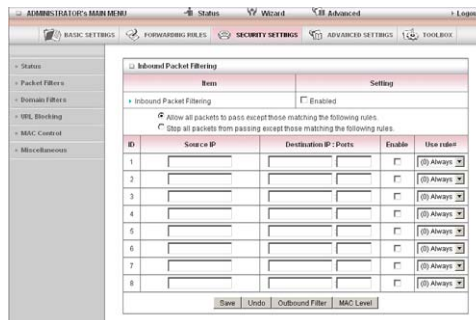 ADMINISTRATOR's MAIN MENU Status Wizard Advanced Logout
BASIC SETTINGS FORWARDING RULES SECURITY SETTINGS ADVANCED SETTINGS TOOLBOX
Status
Packet Filters
Domain Filters
URL Blocking
MAC Control
Miscellaneous
Inbound Packet Filtering
Item Setting
Inbound Packet Filtering Enabled
Allow all packets to pass except those matching the following rules.
Stop all packets from passing except those matching the following rules.
ID Source IP Destination IP : Ports Enable Use rule#
1 (0) Always
2 (0) Always
3 (0) Always
4 (0) Always
5 (0) Always
6 (0) Always
7 (0) Always
8 (0) Always
Save Undo Outbound Filter MAC Level